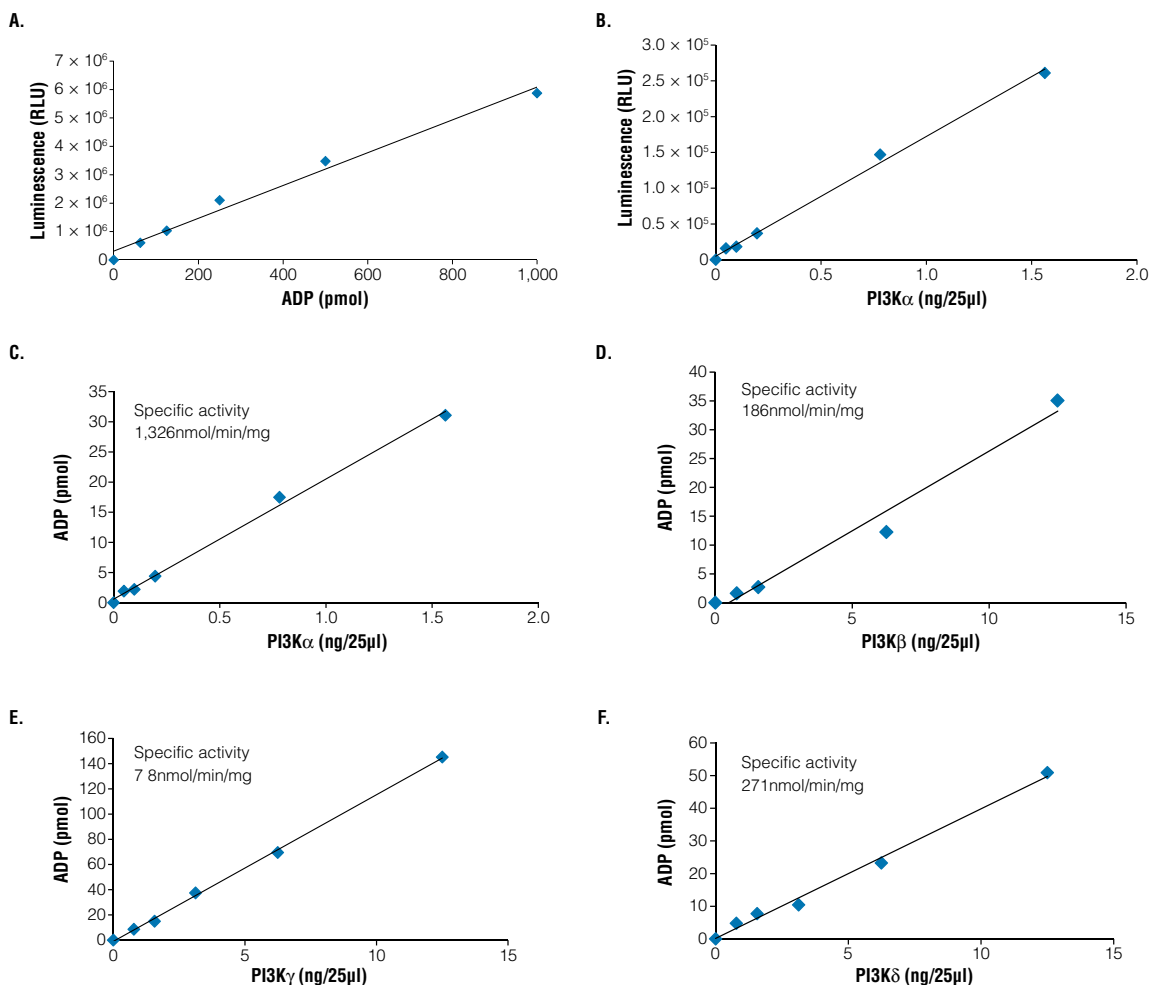 A.
Luminescence (RLU)
7 × 10⁶
6 × 10⁶
5 × 10⁶
4 × 10⁶
3 × 10⁶
2 × 10⁶
1 × 10⁶
0
0 200 400 600 800 1,000
ADP (pmol)
B.
Luminescence (RLU)
3.0 × 10⁵
2.5 × 10⁵
2.0 × 10⁵
1.5 × 10⁵
1.0 × 10⁵
0.5 × 10⁵
0
0 0.5 1.0 1.5 2.0
PI3Kα (ng/25µl)
C.
ADP (pmol)
35
30
25
20
15
10
5
0
Specific activity
1,326nmol/min/mg
0 0.5 1.0 1.5 2.0
PI3Kα (ng/25µl)
D.
ADP (pmol)
40
35
30
25
20
15
10
5
0
Specific activity
186nmol/min/mg
0 5 10 15
PI3Kβ (ng/25µl)
E.
ADP (pmol)
160
140
120
100
80
60
40
20
0
Specific activity
7 8nmol/min/mg
0 5 10 15
PI3Kγ (ng/25µl)
F.
ADP (pmol)
60
50
40
30
20
10
0
Specific activity
271nmol/min/mg
0 5 10 15
PI3Kδ (ng/25µl)